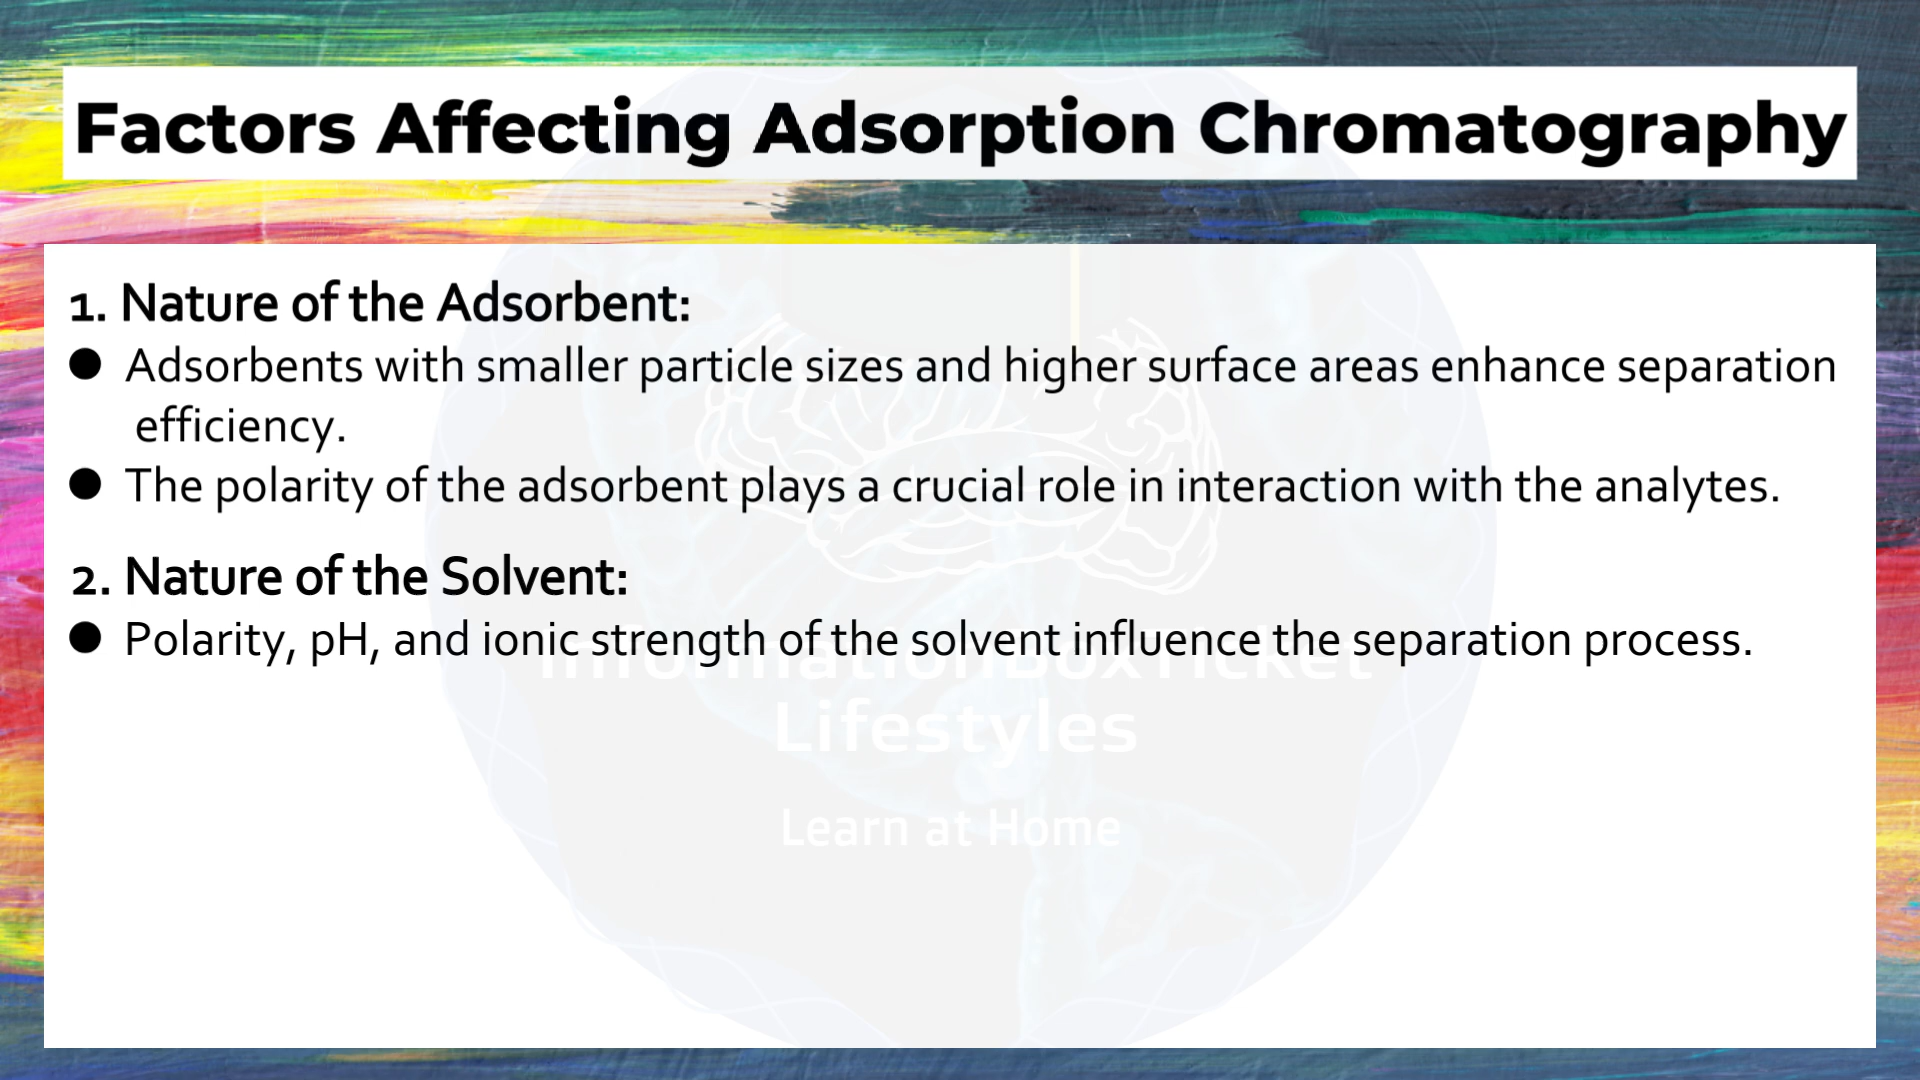 Factors Affecting Adsorption Chromatography
1. Nature of the Adsorbent:
● Adsorbents with smaller particle sizes and higher surface areas enhance separation
efficiency.
● The polarity of the adsorbent plays a crucial role in interaction with the analytes.
2. Nature of the Solvent:
● Polarity, pH, and ionic strength of the solvent influence the separation process.
InformationBoxTicket
Lifestyles
Learn at Home